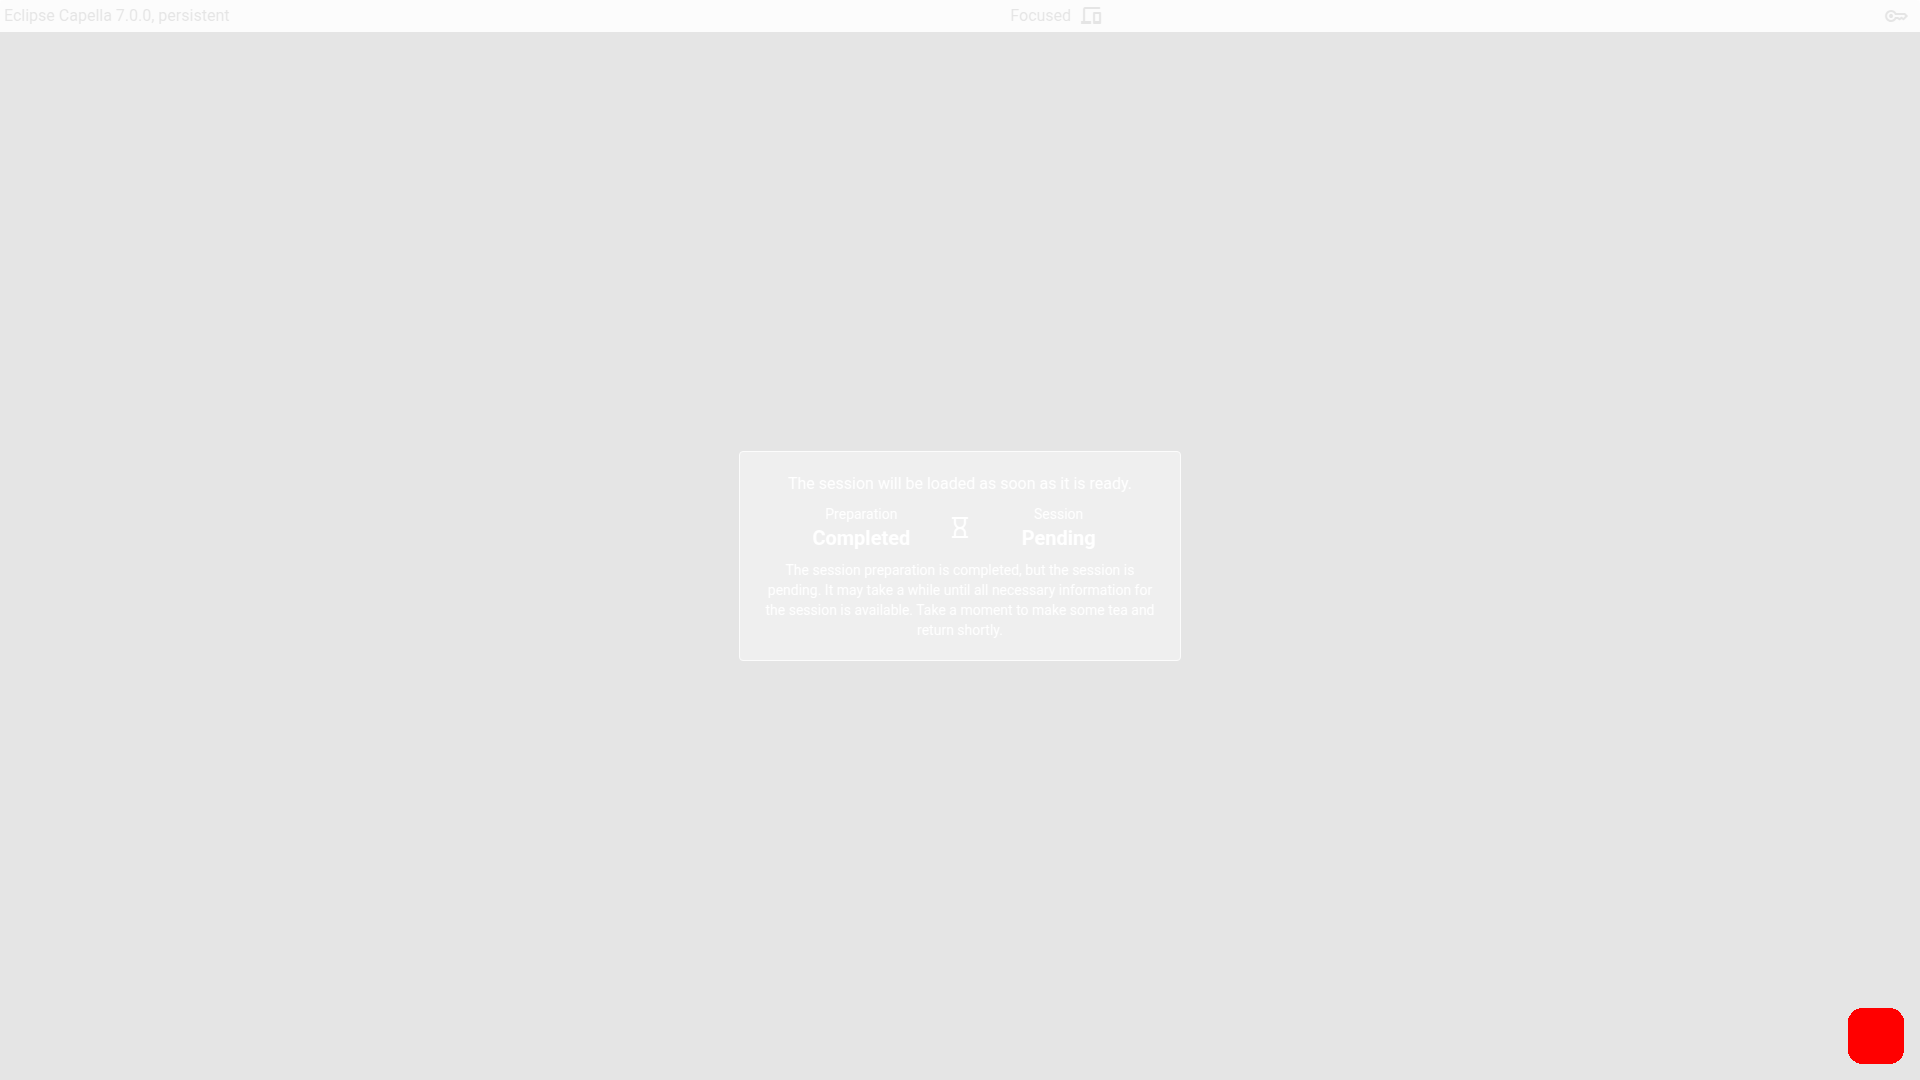 Eclipse Capella 7.0.0, persistent
Focused
The session will be loaded as soon as it is ready.
Preparation
Completed
Session
Pending
The session preparation is completed, but the session is
pending. It may take a while until all necessary information for
the session is available. Take a moment to make some tea and
return shortly.